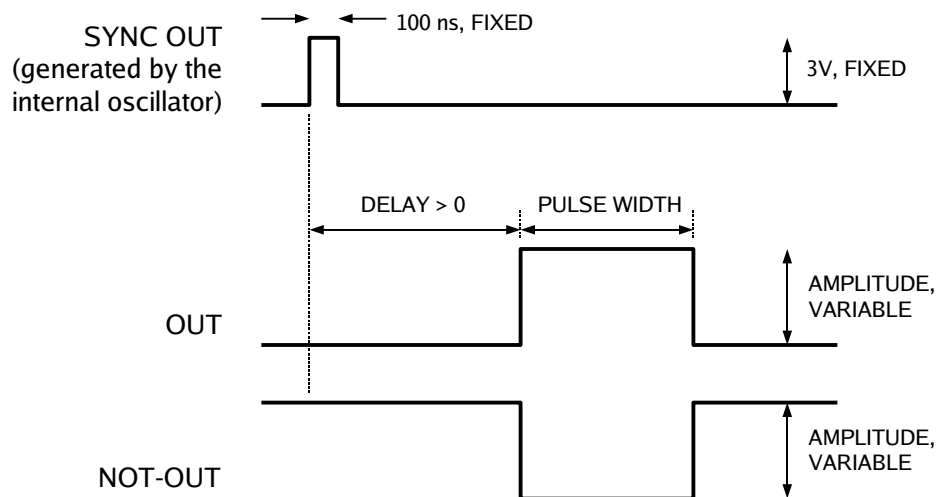 100 ns, FIXED
SYNC OUT
(generated by the
internal oscillator)
3V, FIXED
DELAY > 0
PULSE WIDTH
AMPLITUDE,
VARIABLE
OUT
AMPLITUDE,
VARIABLE
NOT-OUT